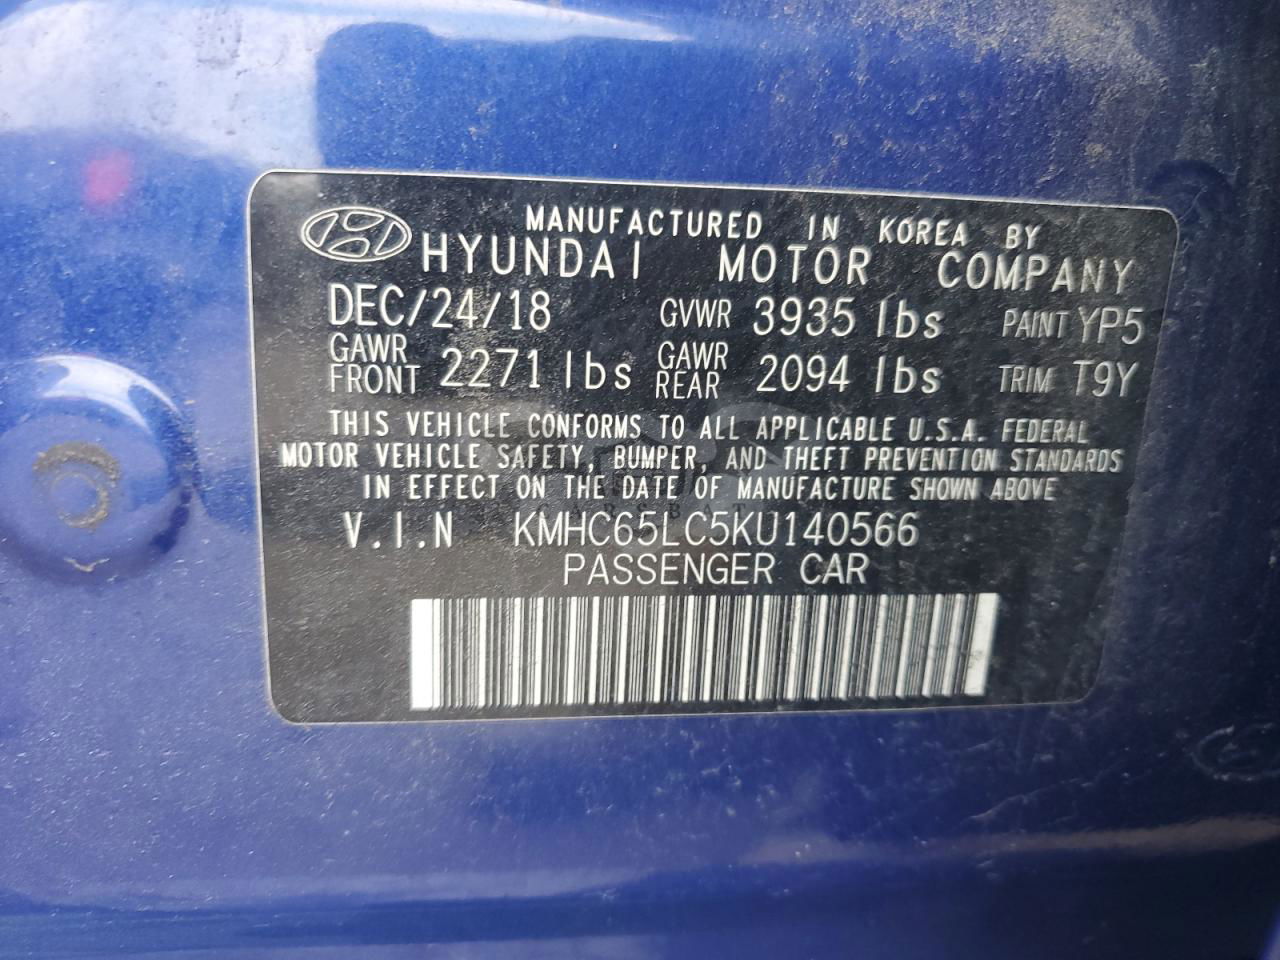 MANUFACTURED IN KOREA BY
HYUNDAI MOTOR COMPANY
DEC/24/18 GVWR 3935 lbs PAINT YP5
GAWR FRONT 2271 lbs GAWR REAR 2094 lbs TRIM T9Y
THIS VEHICLE CONFORMS TO ALL APPLICABLE U.S.A. FEDERAL
MOTOR VEHICLE SAFETY, BUMPER, AND THEFT PREVENTION STANDARDS
IN EFFECT ON THE DATE OF MANUFACTURE SHOWN ABOVE
V.I.N KMHC65LC5KU140566
PASSENGER CAR